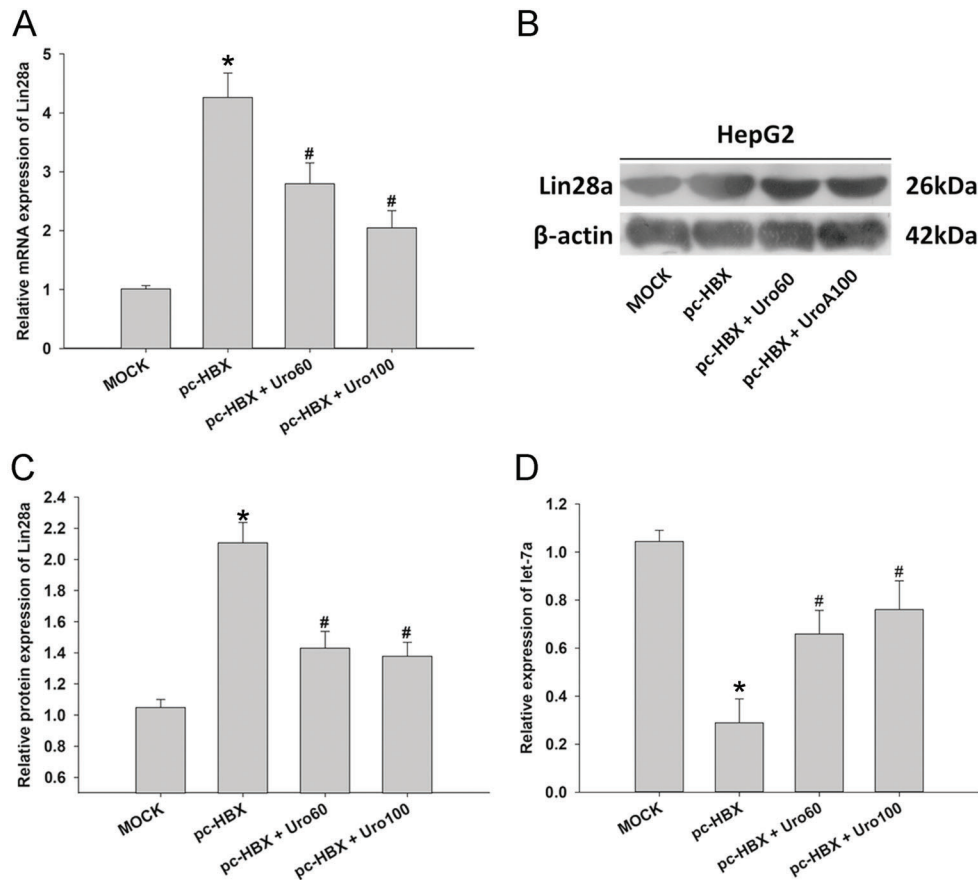 A
Relative mRNA expression of Lin28a
5
4
3
2
1
0
*
#
#
MOCK
pc-HBX
pc-HBX + Uro60
pc-HBX + Uro100
B
HepG2
Lin28a
26kDa
β-actin
42kDa
MOCK
pc-HBX
pc-HBX + Uro60
pc-HBX + UroA100
C
Relative protein expression of Lin28a
2.4
2.2
2.0
1.8
1.6
1.4
1.2
1.0
0.8
0.6
*
#
#
MOCK
pc-HBX
pc-HBX + Uro60
pc-HBX + Uro100
D
Relative expression of let-7a
1.2
1.0
0.8
0.6
0.4
0.2
0.0
*
#
#
MOCK
pc-HBX
pc-HBX + Uro60
pc-HBX + Uro100